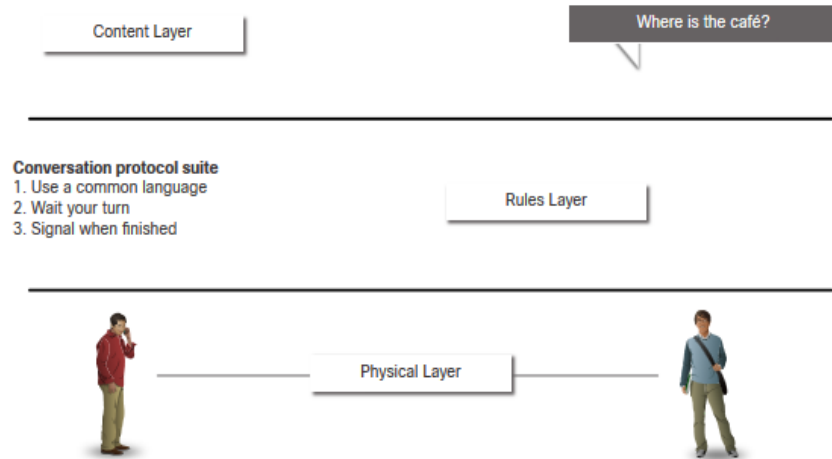 Content Layer
Where is the café?
Conversation protocol suite
1. Use a common language
2. Wait your turn
3. Signal when finished
Rules Layer
Physical Layer